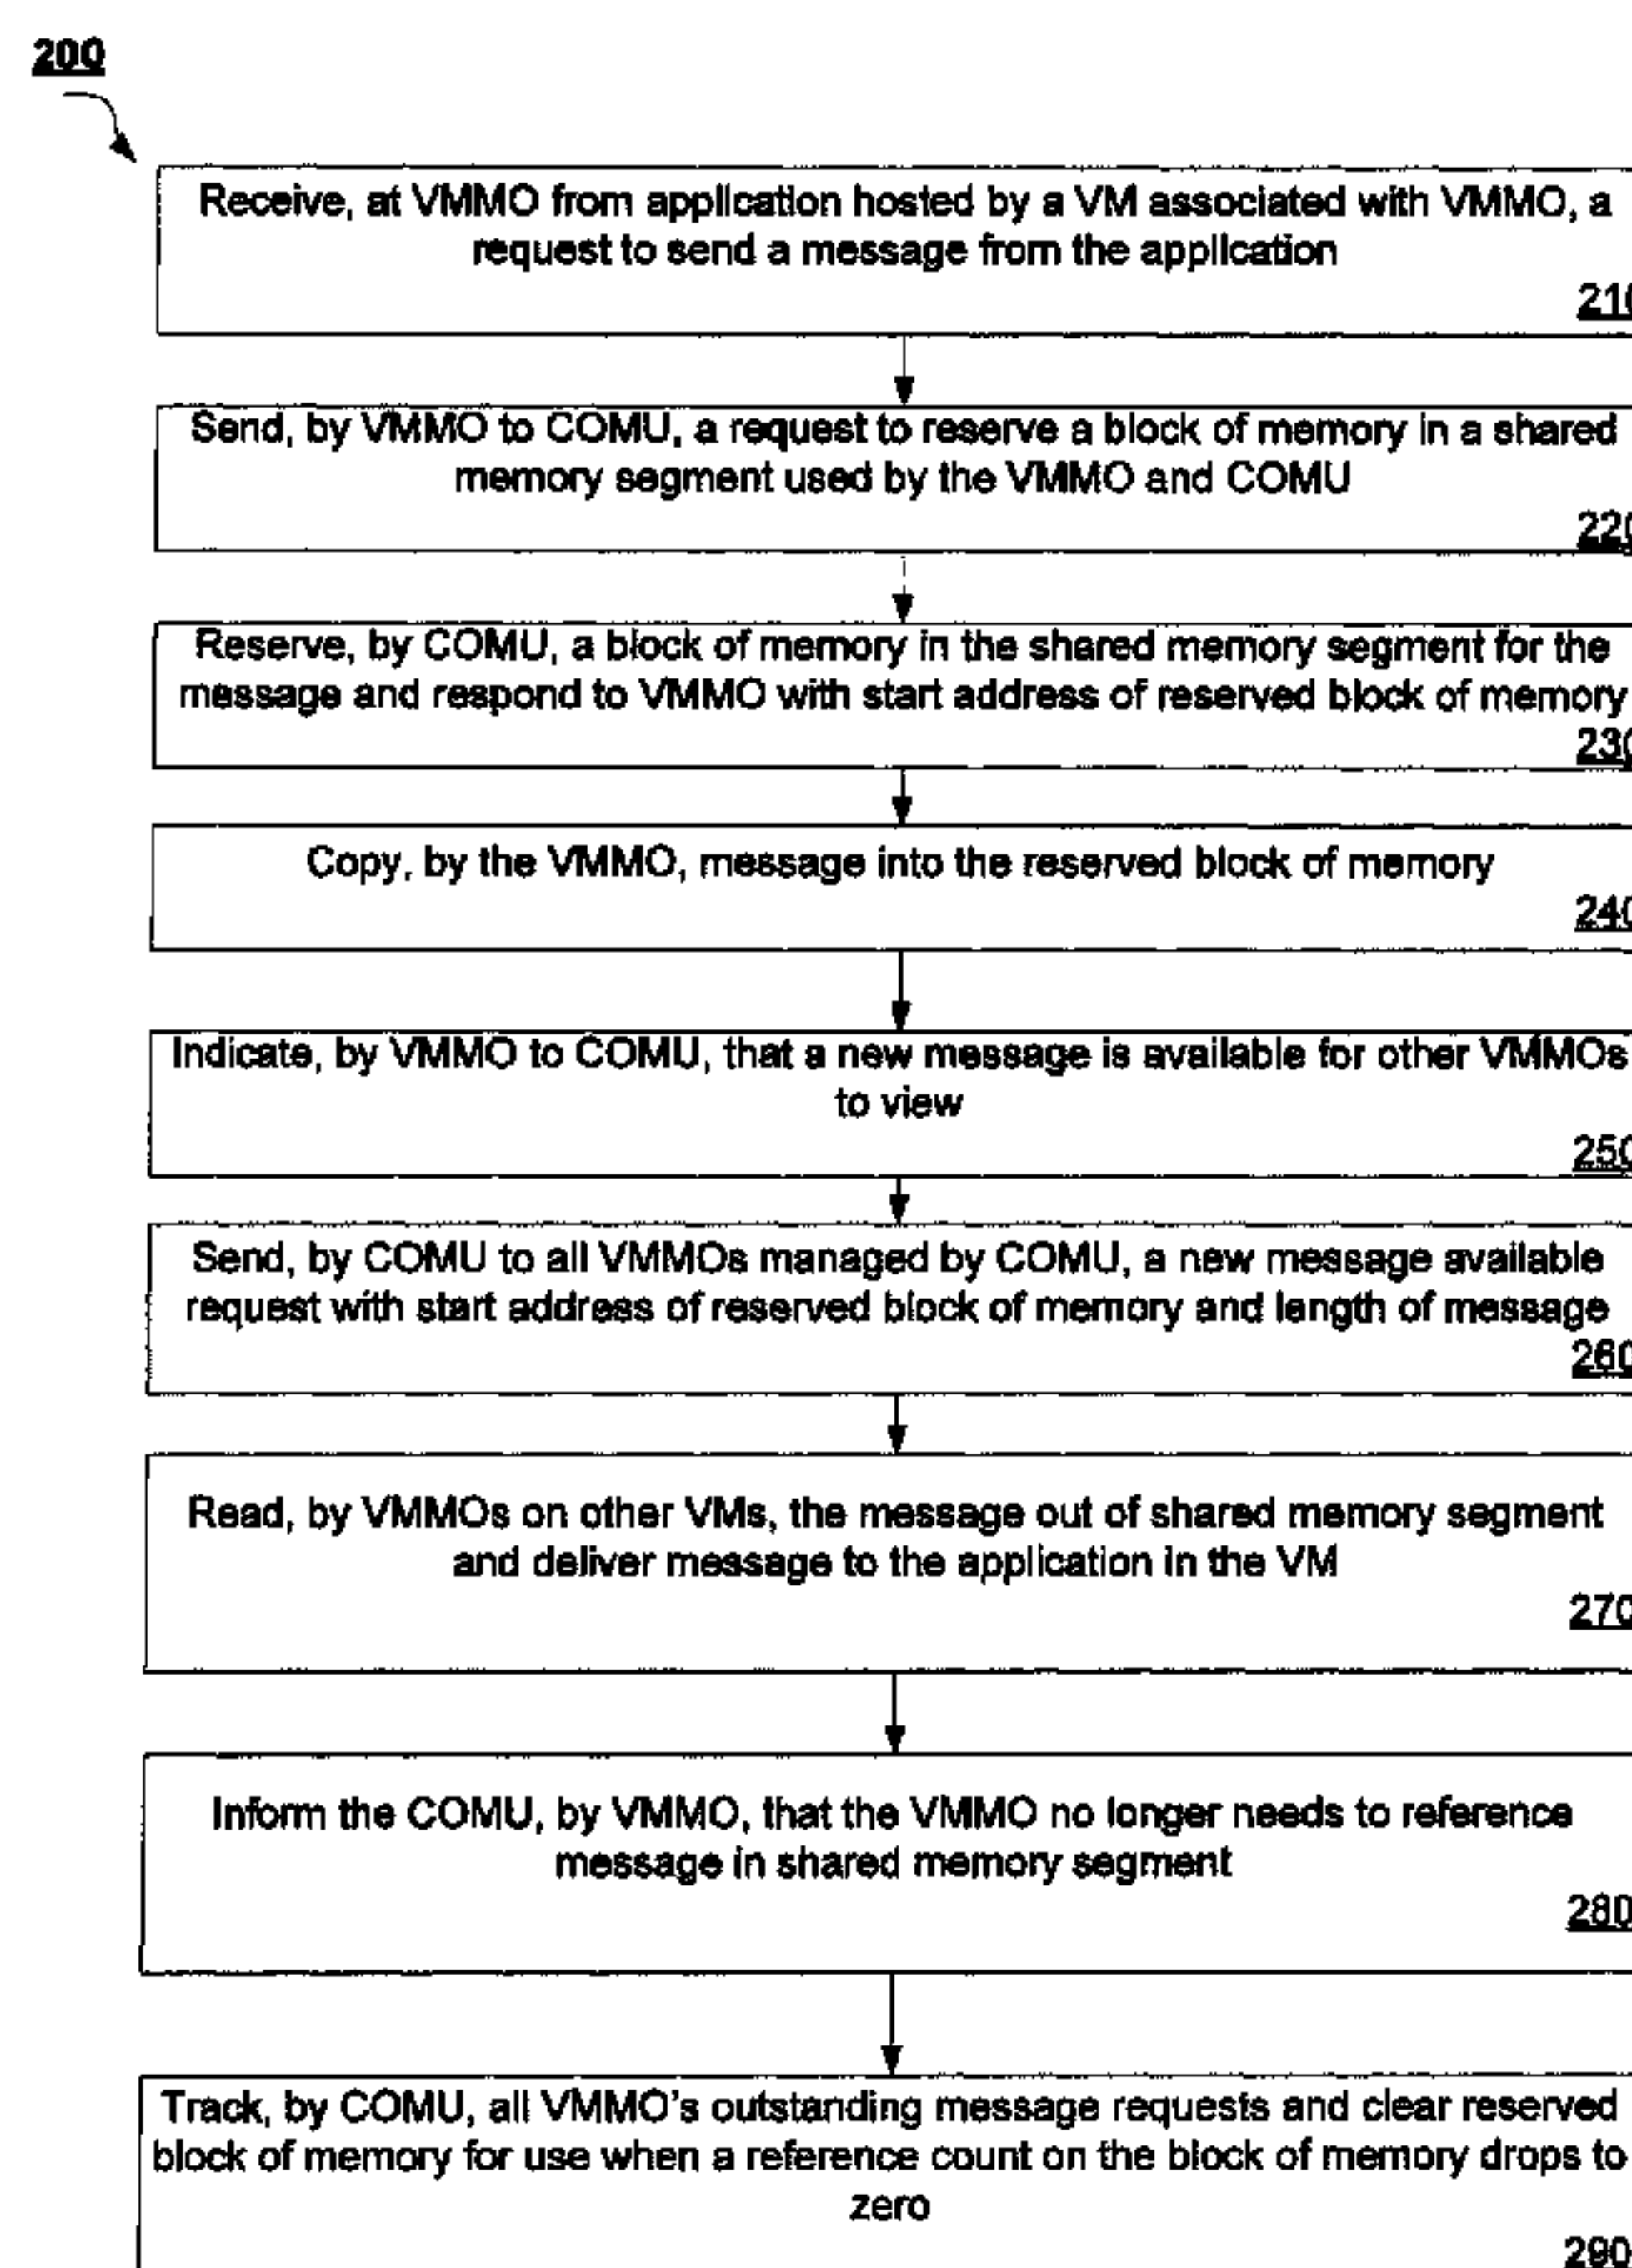 200
Receive, at VMMO from application hosted by a VM associated with VMMO, a
request to send a message from the application
210
Send, by VMMO to COMU, a request to reserve a block of memory in a shared
memory segment used by the VMMO and COMU
220
Reserve, by COMU, a block of memory in the shared memory segment for the
message and respond to VMMO with start address of reserved block of memory
230
Copy, by the VMMO, message into the reserved block of memory
240
Indicate, by VMMO to COMU, that a new message is available for other VMMOs
to view
250
Send, by COMU to all VMMOs managed by COMU, a new message available
request with start address of reserved block of memory and length of message
260
Read, by VMMOs on other VMs, the message out of shared memory segment
and deliver message to the application in the VM
270
Inform the COMU, by VMMO, that the VMMO no longer needs to reference
message in shared memory segment
280
Track, by COMU, all VMMO's outstanding message requests and clear reserved
block of memory for use when a reference count on the block of memory drops to
zero
290